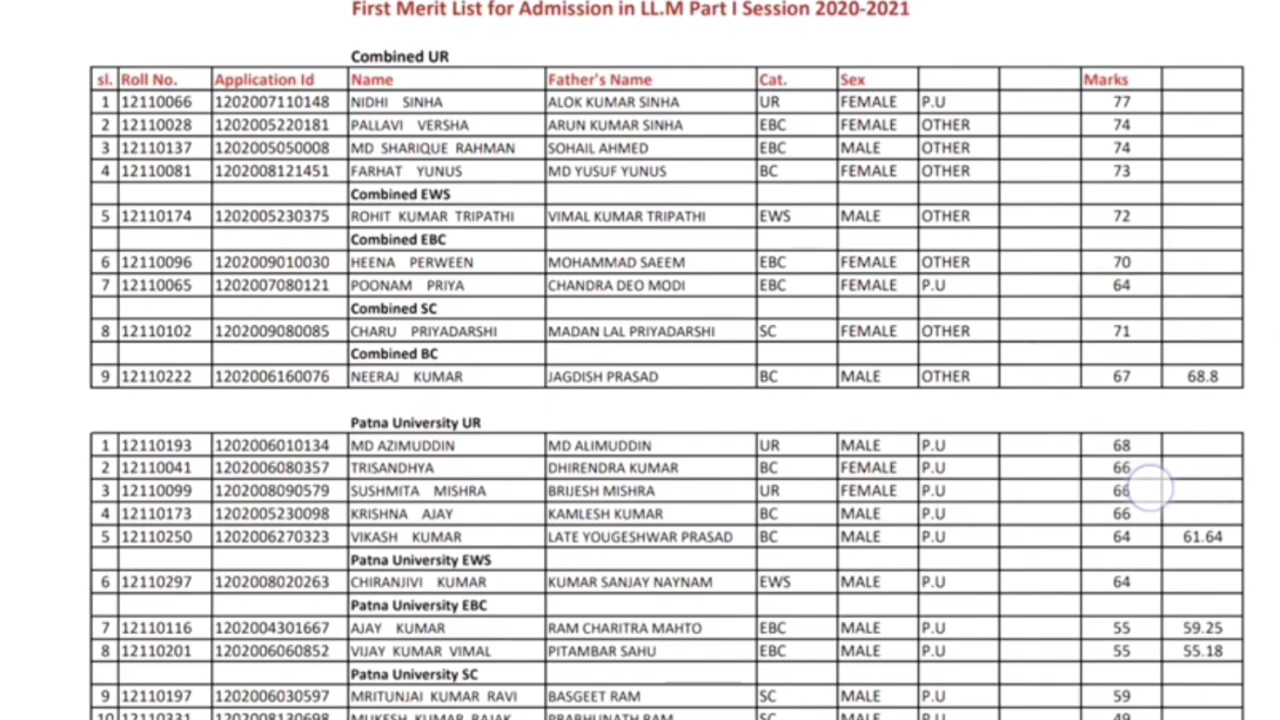 First Merit List for Admission in LL.M Part I Session 2020-2021
Combined UR
sl. Roll No. Application Id Name Father's Name Cat. Sex Marks
1 12110066 1202007110148 NIDHI SINHA ALOK KUMAR SINHA UR FEMALE P.U 77
2 12110028 1202005220181 PALLAVI VERSHA ARUN KUMAR SINHA EBC FEMALE OTHER 74
3 12110137 1202005050008 MD SHARIQUE RAHMAN SOHAIL AHMED EBC MALE OTHER 74
4 12110081 1202008121451 FARHAT YUNUS MD YUSUF YUNUS BC FEMALE OTHER 73
Combined EWS
5 12110174 1202005230375 ROHIT KUMAR TRIPATHI VIMAL KUMAR TRIPATHI EWS MALE OTHER 72
Combined EBC
6 12110096 1202009010030 HEENA PERWEEN MOHAMMAD SAEEM EBC FEMALE OTHER 70
7 12110065 1202007080121 POONAM PRIYA CHANDRA DEO MODI EBC FEMALE P.U 64
Combined SC
8 12110102 1202009080085 CHARU PRIYADARSHI MADAN LAL PRIYADARSHI SC FEMALE OTHER 71
Combined BC
9 12110222 1202006160076 NEERAJ KUMAR JAGDISH PRASAD BC MALE OTHER 67 68.8
Patna University UR
1 12110193 1202006010134 MD AZIMUDDIN MD ALIMUDDIN UR MALE P.U 68
2 12110041 1202006080357 TRISANDHYA DHIRENDRA KUMAR BC FEMALE P.U 66
3 12110099 1202008090579 SUSHMITA MISHRA BRIJESH MISHRA UR FEMALE P.U 66
4 12110173 1202005230098 KRISHNA AJAY KAMLESH KUMAR BC MALE P.U 66
5 12110250 1202006270323 VIKASH KUMAR LATE YOUGESHWAR PRASAD BC MALE P.U 64 61.64
Patna University EWS
6 12110297 1202008020263 CHIRANJIVI KUMAR KUMAR SANJAY NAYNAM EWS MALE P.U 64
Patna University EBC
7 12110116 1202004301667 AJAY KUMAR RAM CHARITRA MAHTO EBC MALE P.U 55 59.25
8 12110201 1202006060852 VIJAY KUMAR VIMAL PITAMBAR SAHU EBC MALE P.U 55 55.18
Patna University SC
9 12110197 1202006030597 MRITUNJAI KUMAR RAVI BASGEET RAM SC MALE P.U 59
10 12110331 1202008130698 MUKESH KUMAR RAJAK PRABHUNATH RAM SC MALE P.U 49